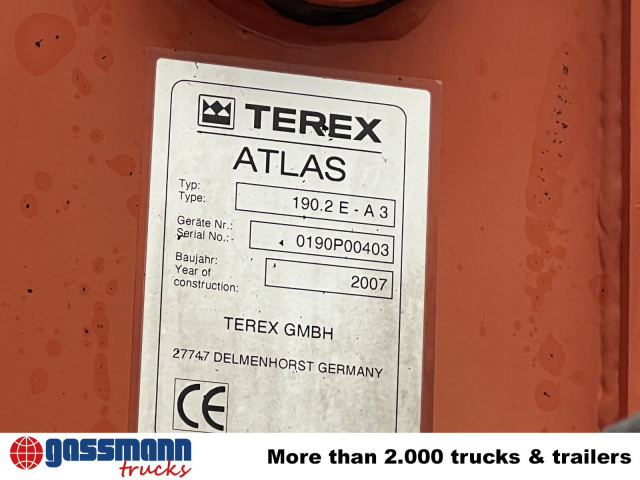 TEREX
ATLAS
Typ:
Type:
190.2 E - A 3
Geräte Nr.:
Serial No.:
0190P00403
Baujahr:
Year of
construction:
2007
TEREX GMBH
27747 DELMENHORST GERMANY
CE
gassmann
trucks
More than 2.000 trucks & trailers